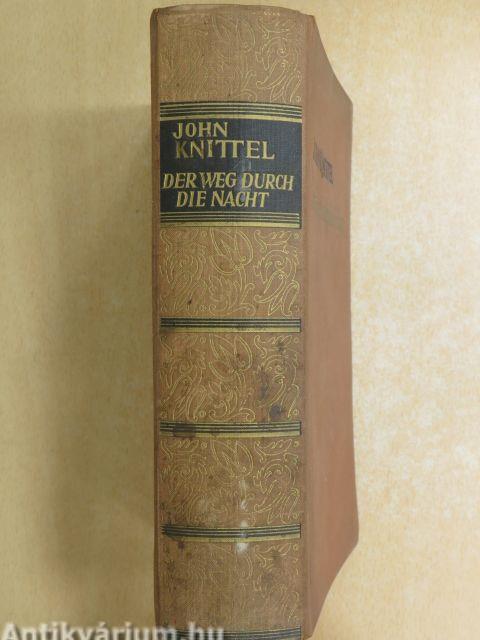 JOHN
KNITTEL
DER WEG DURCH
DIE NACHT
Antikvárium.hu